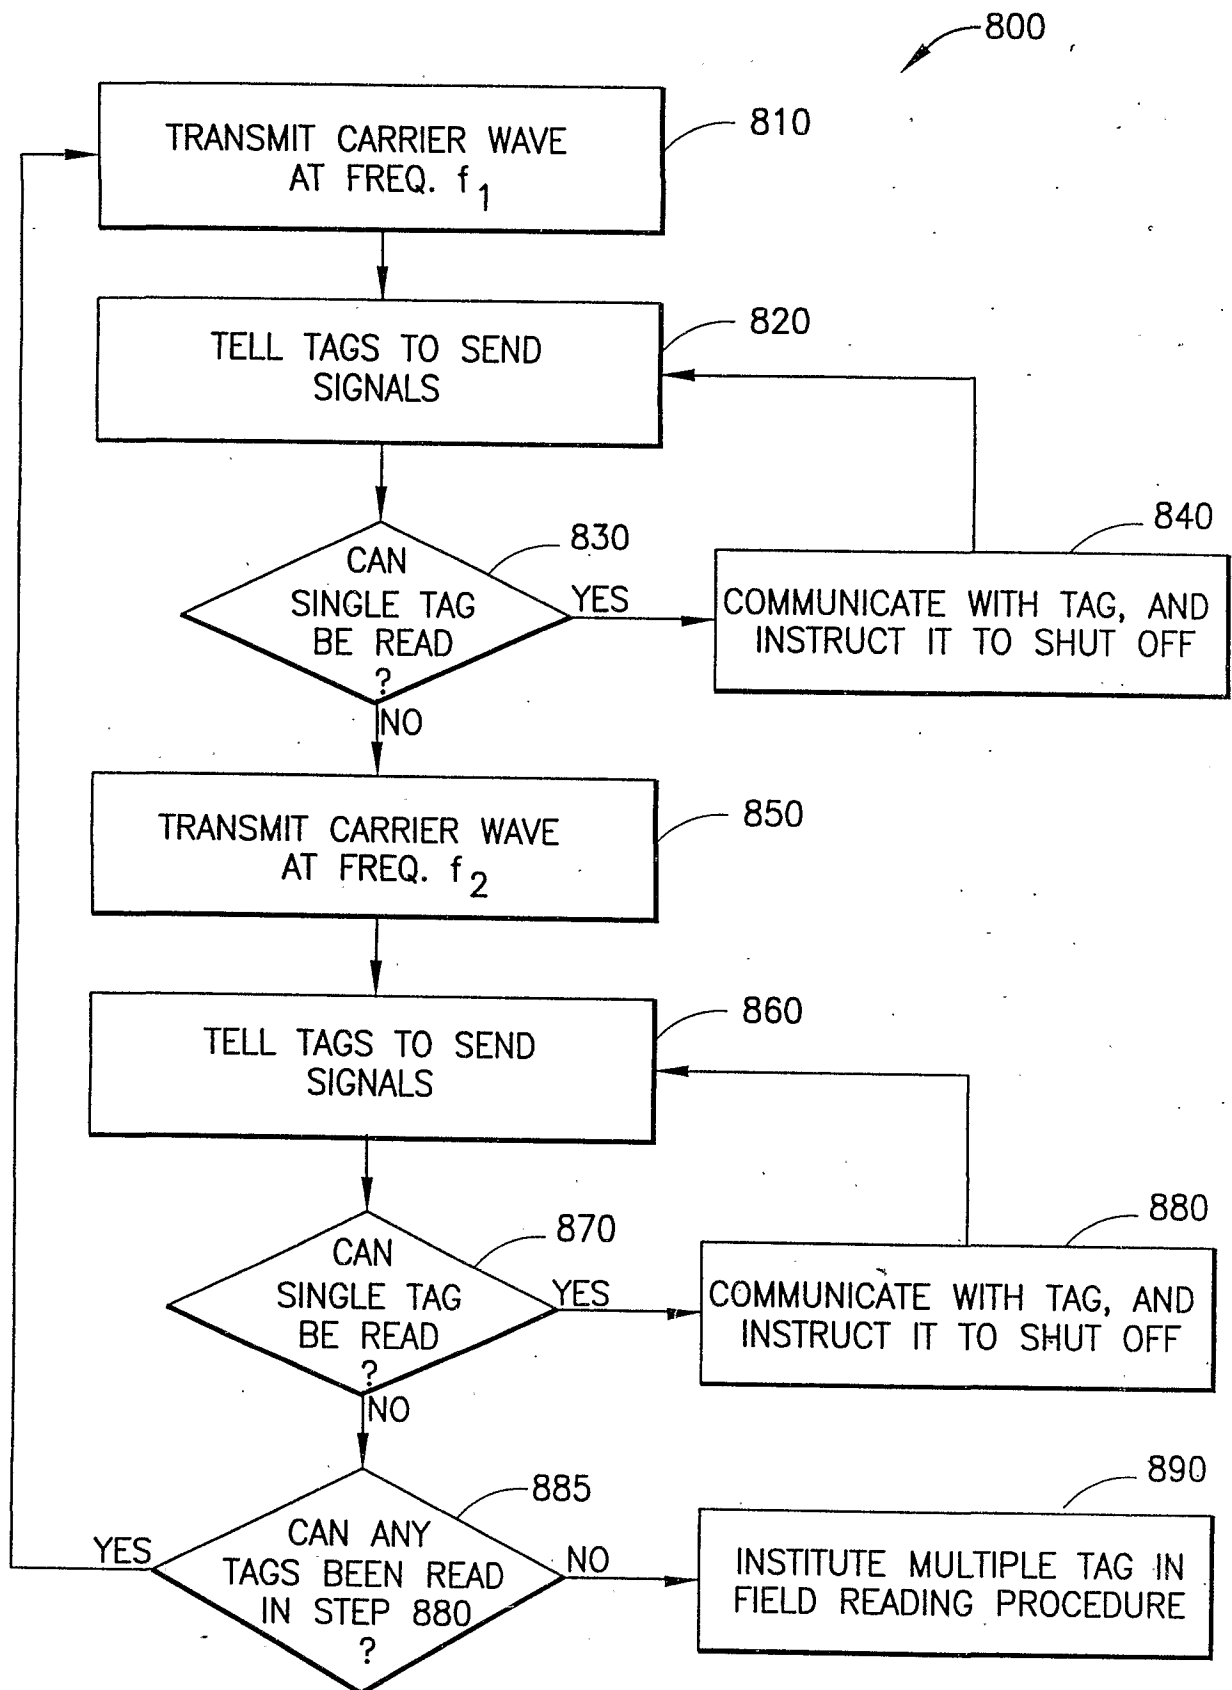 800
TRANSMIT CARRIER WAVE
AT FREQ. f1
810
TELL TAGS TO SEND
SIGNALS
820
CAN
SINGLE TAG
BE READ
?
830
YES
NO
840
COMMUNICATE WITH TAG, AND
INSTRUCT IT TO SHUT OFF
TRANSMIT CARRIER WAVE
AT FREQ. f2
850
TELL TAGS TO SEND
SIGNALS
860
CAN
SINGLE TAG
BE READ
?
870
YES
NO
880
COMMUNICATE WITH TAG, AND
INSTRUCT IT TO SHUT OFF
CAN ANY
TAGS BEEN READ
IN STEP 880
?
885
YES
NO
890
INSTITUTE MULTIPLE TAG IN
FIELD READING PROCEDURE